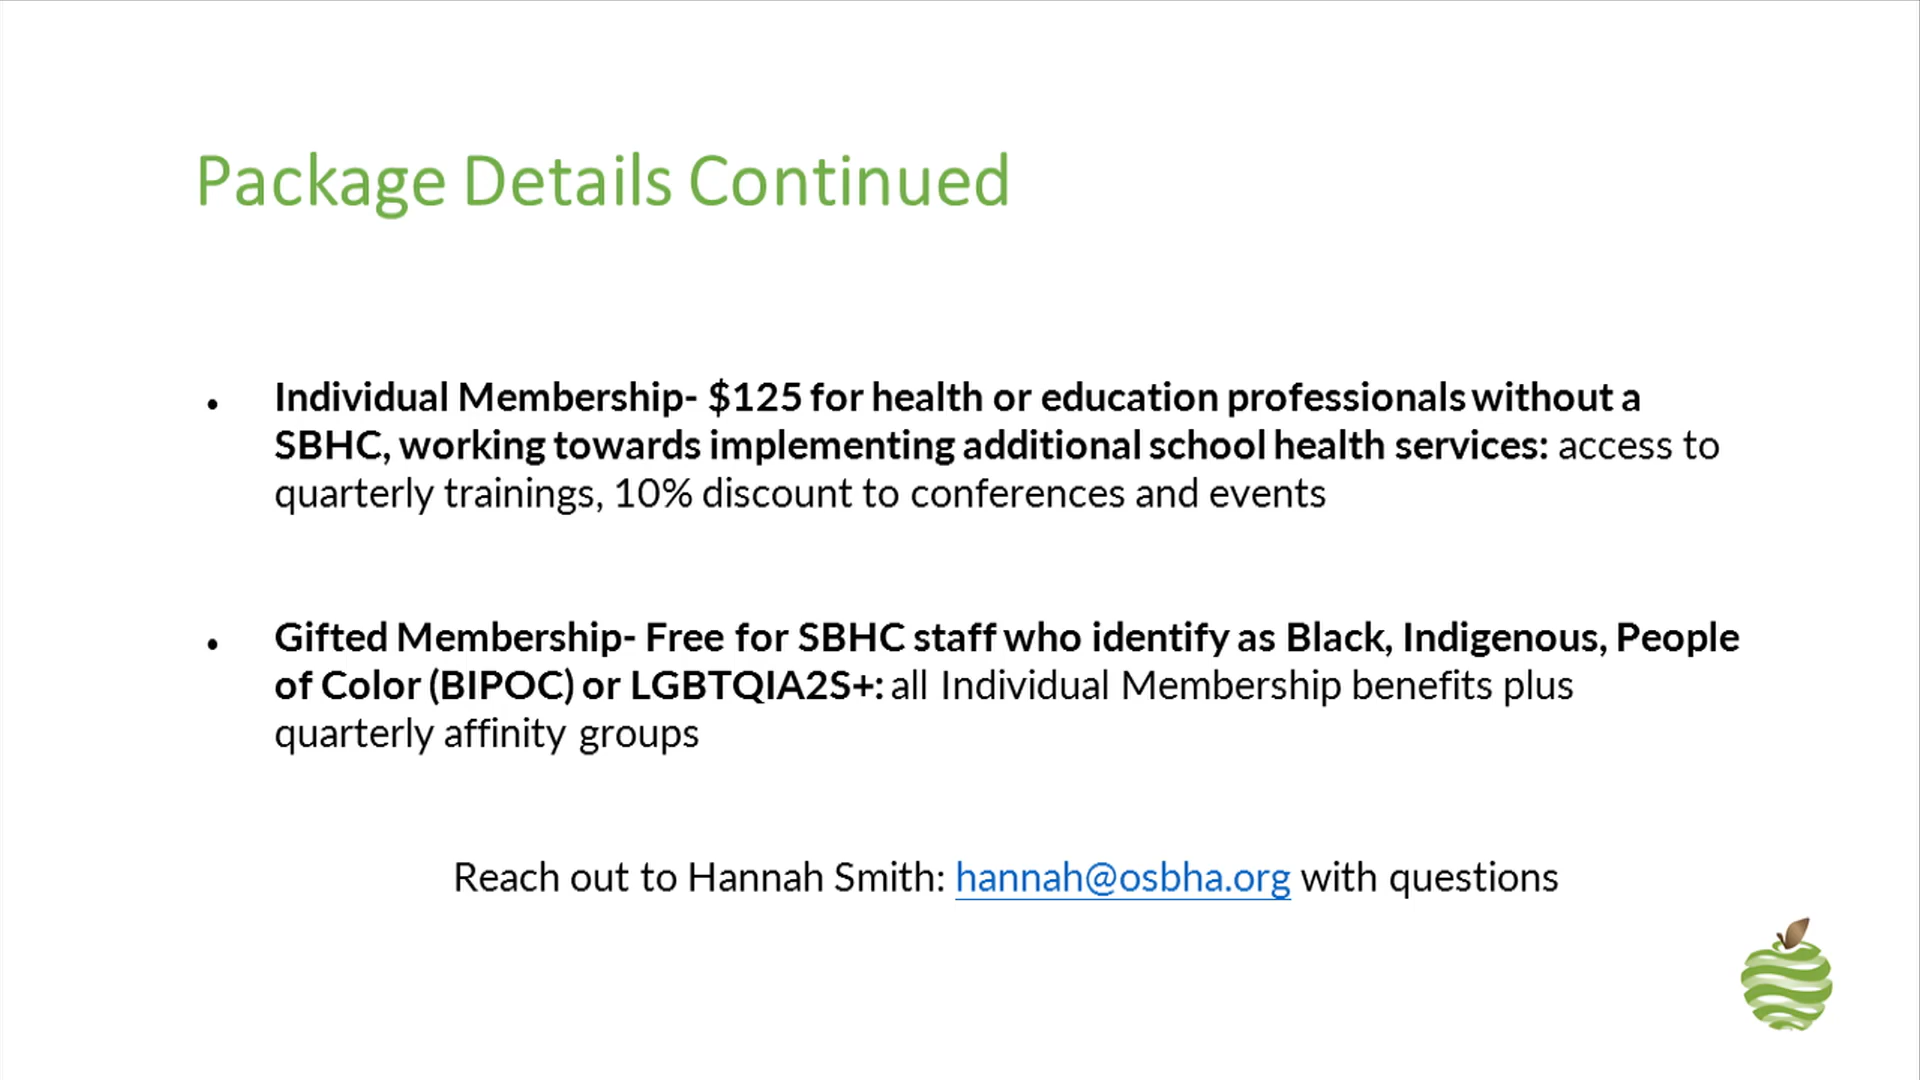 Package Details Continued
• Individual Membership- $125 for health or education professionals without a
SBHC, working towards implementing additional school health services: access to
quarterly trainings, 10% discount to conferences and events
• Gifted Membership- Free for SBHC staff who identify as Black, Indigenous, People
of Color (BIPOC) or LGBTQIA2S+: all Individual Membership benefits plus
quarterly affinity groups
Reach out to Hannah Smith: hannah@osbha.org with questions